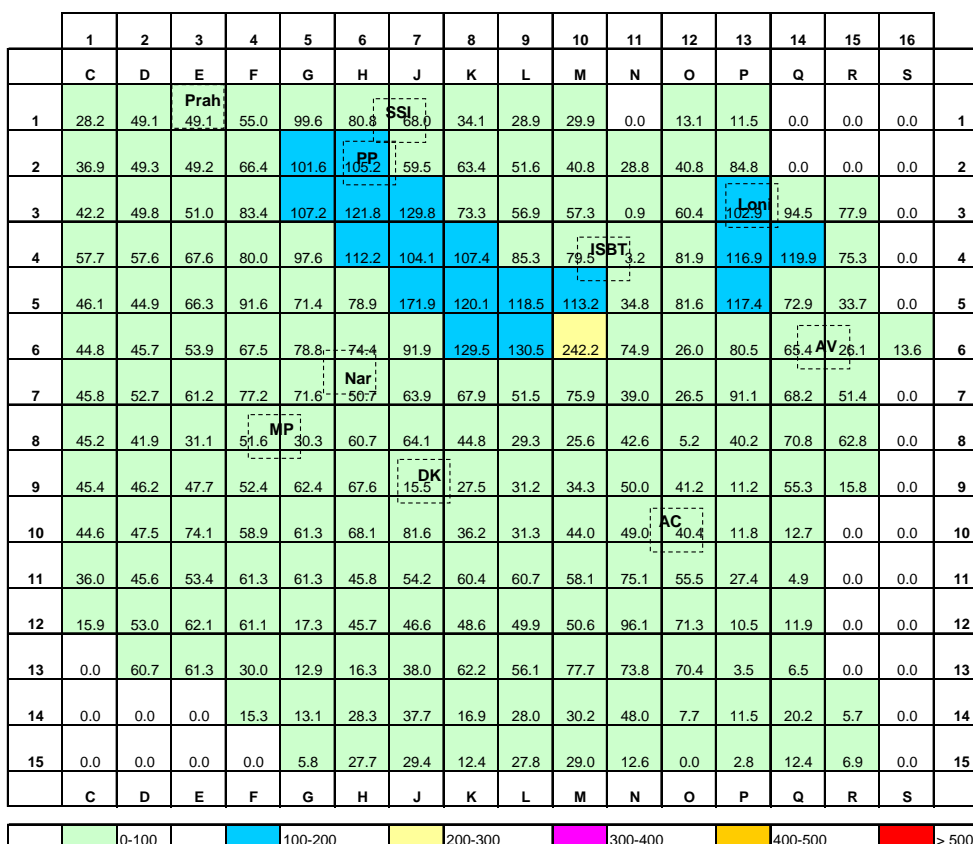 1 2 3 4 5 6 7 8 9 10 11 12 13 14 15 16
C D E F G H J K L M N O P Q R S
Prah SSI
1 28.2 49.1 49.1 55.0 99.6 80.8 68.0 34.1 28.9 29.9 0.0 13.1 11.5 0.0 0.0 0.0 1
PP
2 36.9 49.3 49.2 66.4 101.6 105.2 59.5 63.4 51.6 40.8 28.8 40.8 84.8 0.0 0.0 0.0 2
Loni
3 42.2 49.8 51.0 83.4 107.2 121.8 129.8 73.3 56.9 57.3 0.9 60.4 102.9 94.5 77.9 0.0 3
ISBT
4 57.7 57.6 67.6 80.0 97.6 112.2 104.1 107.4 85.3 79.5 3.2 81.9 116.9 119.9 75.3 0.0 4
5 46.1 44.9 66.3 91.6 71.4 78.9 171.9 120.1 118.5 113.2 34.8 81.6 117.4 72.9 33.7 0.0 5
AV
6 44.8 45.7 53.9 67.5 78.8 74.4 91.9 129.5 130.5 242.2 74.9 26.0 80.5 65.4 26.1 13.6 6
Nar
7 45.8 52.7 61.2 77.2 71.6 50.7 63.9 67.9 51.5 75.9 39.0 26.5 91.1 68.2 51.4 0.0 7
MP
8 45.2 41.9 31.1 51.6 30.3 60.7 64.1 44.8 29.3 25.6 42.6 5.2 40.2 70.8 62.8 0.0 8
DK
9 45.4 46.2 47.7 52.4 62.4 67.6 15.5 27.5 31.2 34.3 50.0 41.2 11.2 55.3 15.8 0.0 9
AC
10 44.6 47.5 74.1 58.9 61.3 68.1 81.6 36.2 31.3 44.0 49.0 40.4 11.8 12.7 0.0 0.0 10
11 36.0 45.6 53.4 61.3 61.3 45.8 54.2 60.4 60.7 58.1 75.1 55.5 27.4 4.9 0.0 0.0 11
12 15.9 53.0 62.1 61.1 17.3 45.7 46.6 48.6 49.9 50.6 96.1 71.3 10.5 11.9 0.0 0.0 12
13 0.0 60.7 61.3 30.0 12.9 16.3 38.0 62.2 56.1 77.7 73.8 70.4 3.5 6.5 0.0 0.0 13
14 0.0 0.0 0.0 15.3 13.1 28.3 37.7 16.9 28.0 30.2 48.0 7.7 11.5 20.2 5.7 0.0 14
15 0.0 0.0 0.0 0.0 5.8 27.7 29.4 12.4 27.8 29.0 12.6 0.0 2.8 12.4 6.9 0.0 15
C D E F G H J K L M N O P Q R S
0-100 100-200 200-300 300-400 400-500 > 500